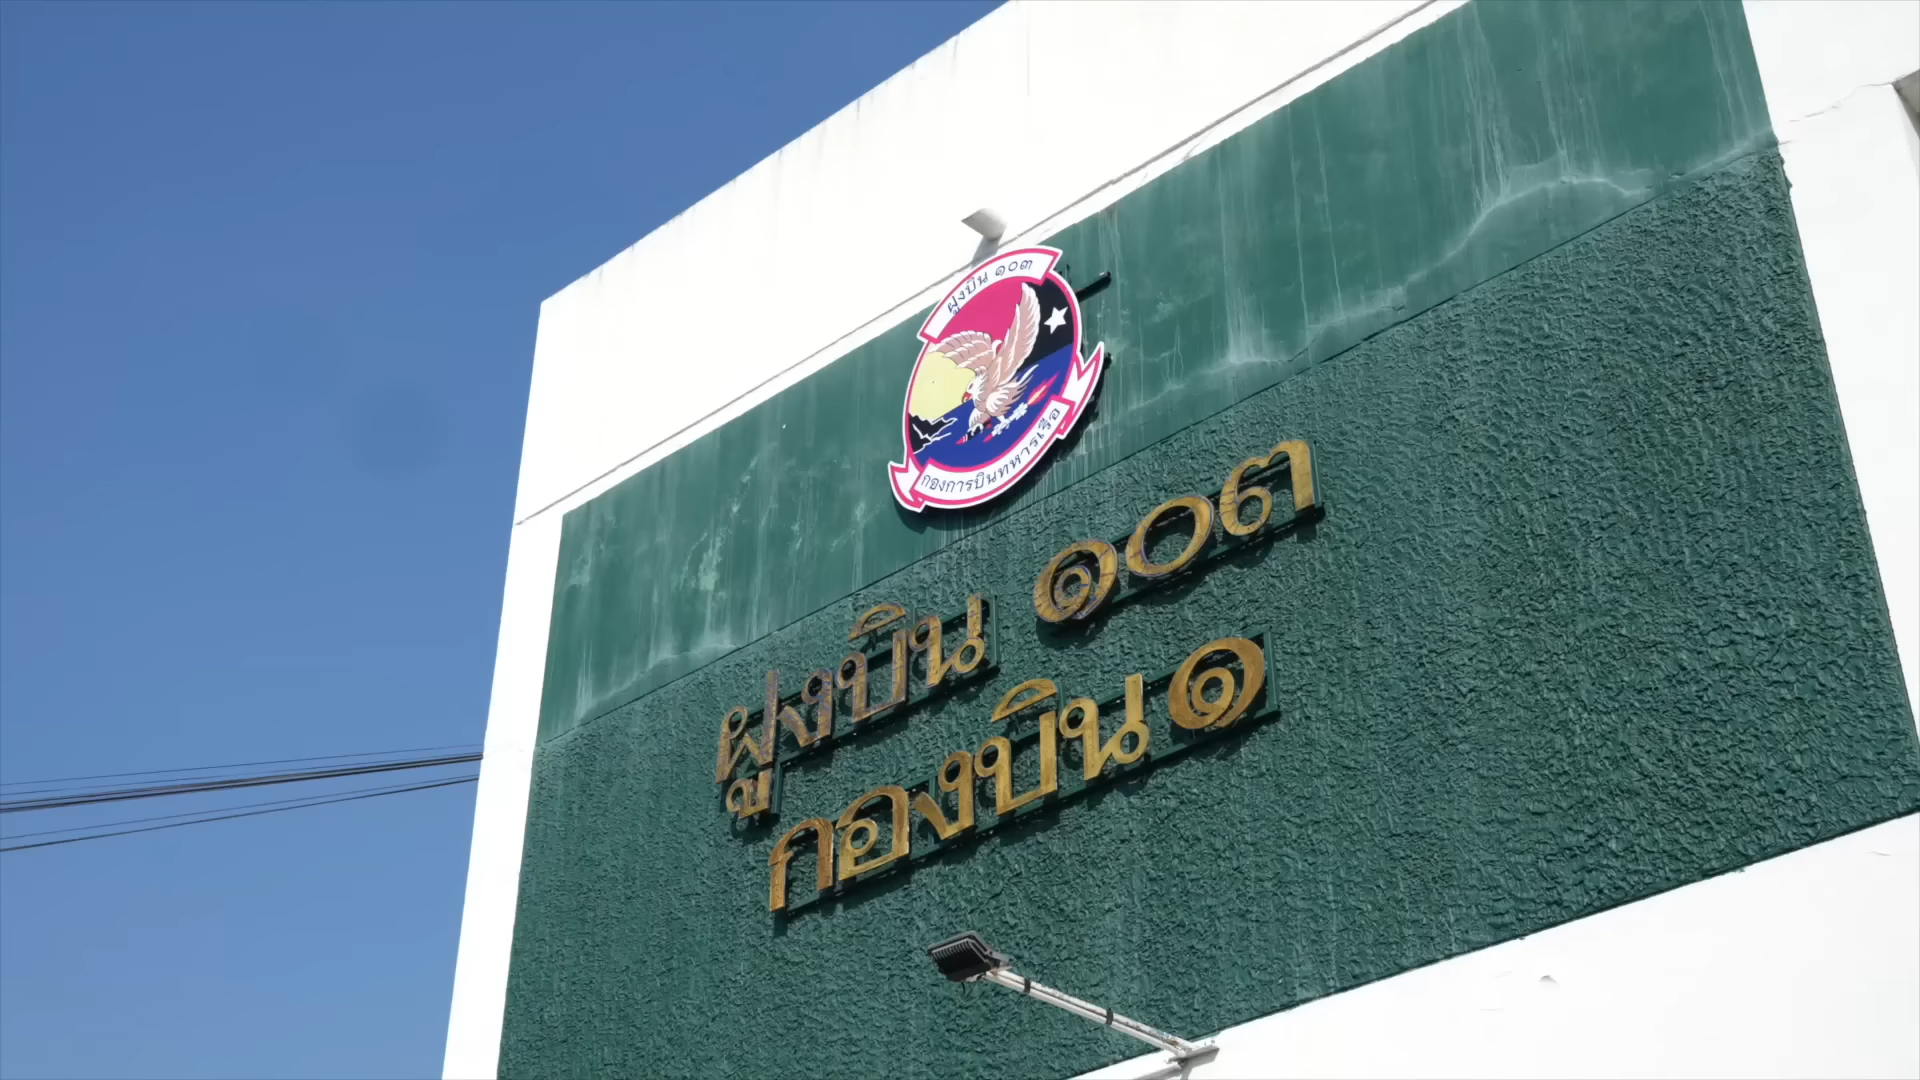 ฝูงบิน ๑๐๓
กองการบินทหารเรือ
ฝูงบิน ๑๐๓
กองบิน ๑